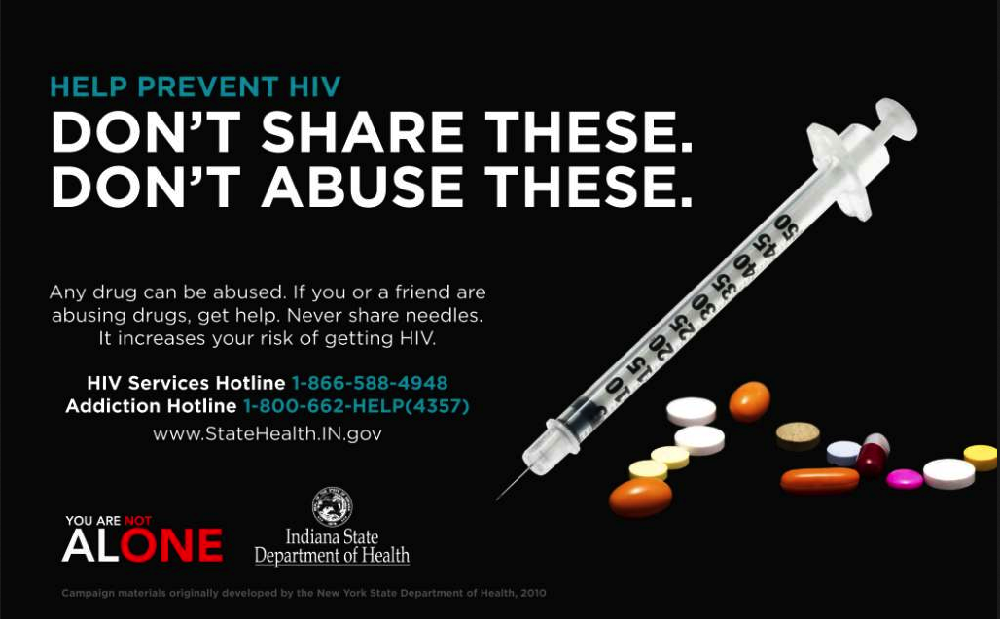 HELP PREVENT HIV
DON'T SHARE THESE.
DON'T ABUSE THESE.
Any drug can be abused. If you or a friend are
abusing drugs, get help. Never share needles.
It increases your risk of getting HIV.
HIV Services Hotline 1-866-588-4948
Addiction Hotline 1-800-662-HELP(4357)
www.StateHealth.IN.gov
50
45
40
35
30
25
20
15
10
YOU ARE NOT
ALONE
Indiana State
Department of Health
Campaign materials originally developed by the New York State Department of Health, 2010